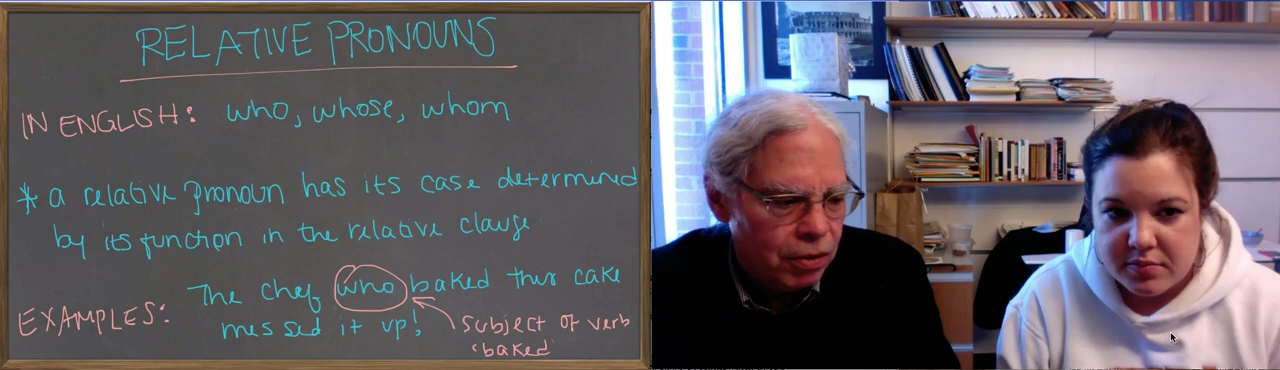 RELATIVE PRONOUNS
IN ENGLISH: who, whose, whom
* a relative pronoun has its case determined
by its function in the relative clause
EXAMPLES: The chef who baked this cake
messed it up!
subject of verb
'baked'